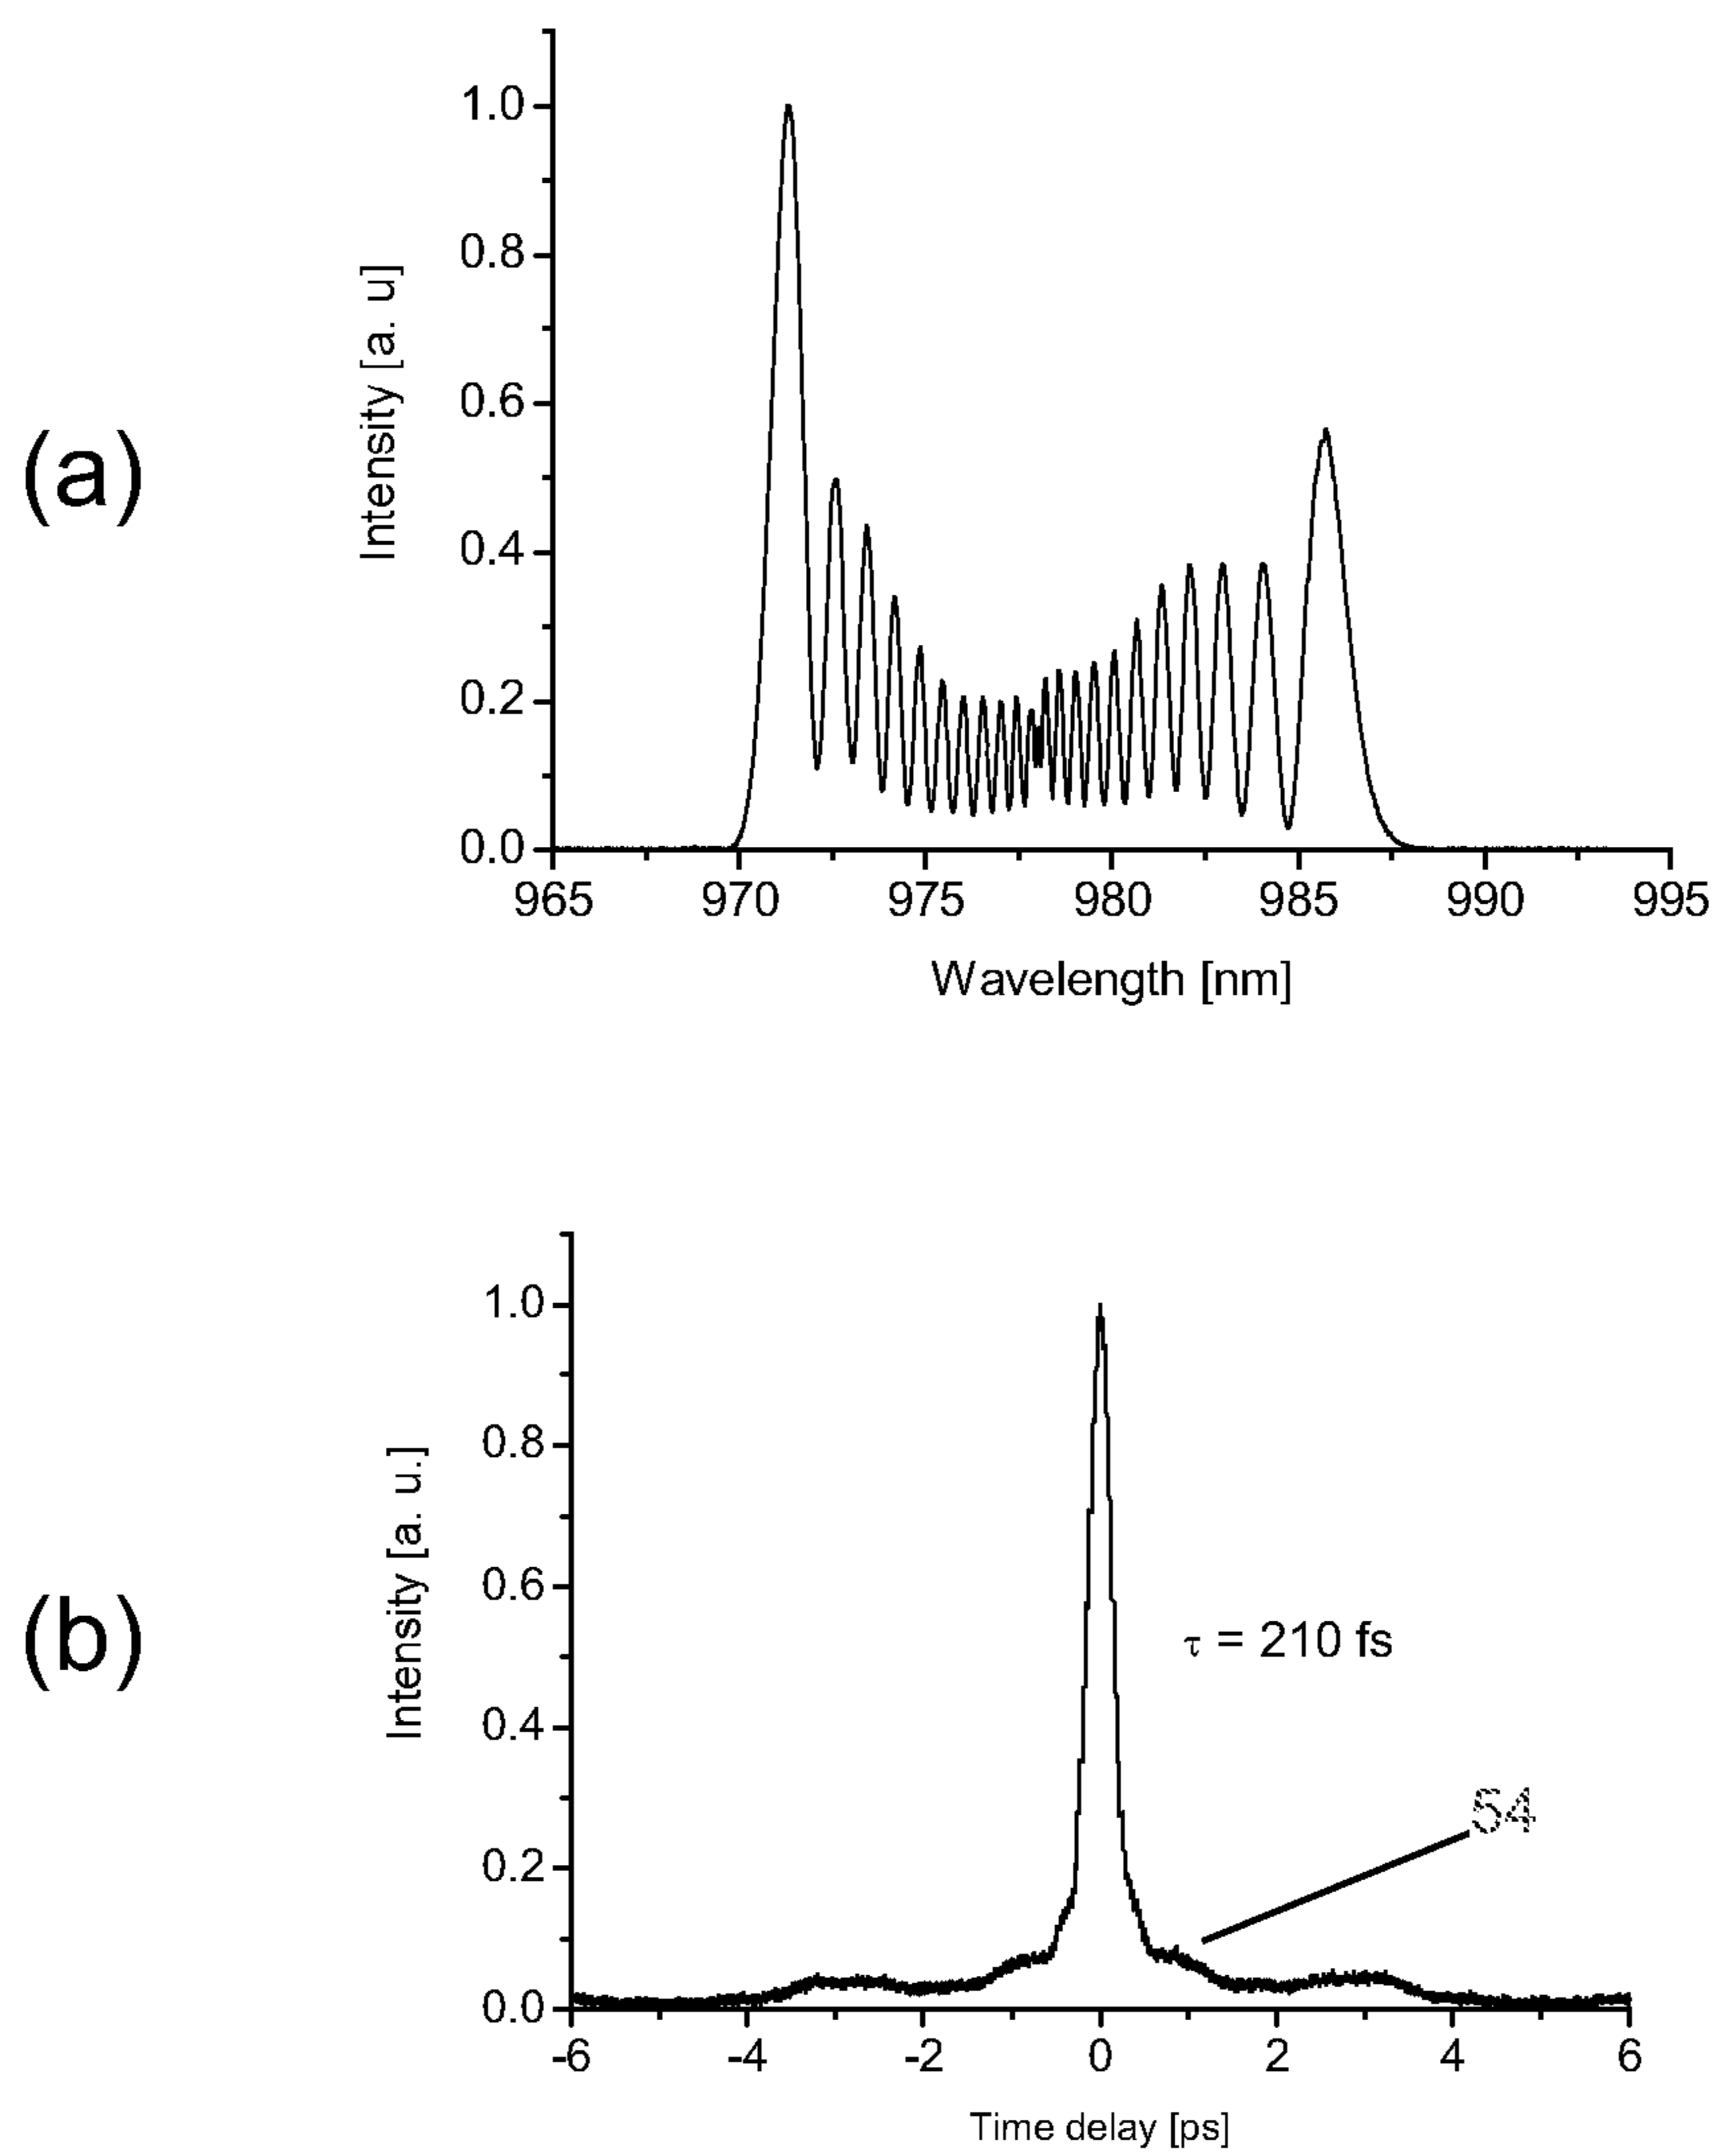 1.0
0.8
0.6
0.4
0.2
0.0
Intensity [a. u]
(a)
965 970 975 980 985 990 995
Wavelength [nm]
1.0
0.8
0.6
0.4
0.2
0.0
Intensity [a. u.]
(b)
τ = 210 fs
54
-6 -4 -2 0 2 4 6
Time delay [ps]